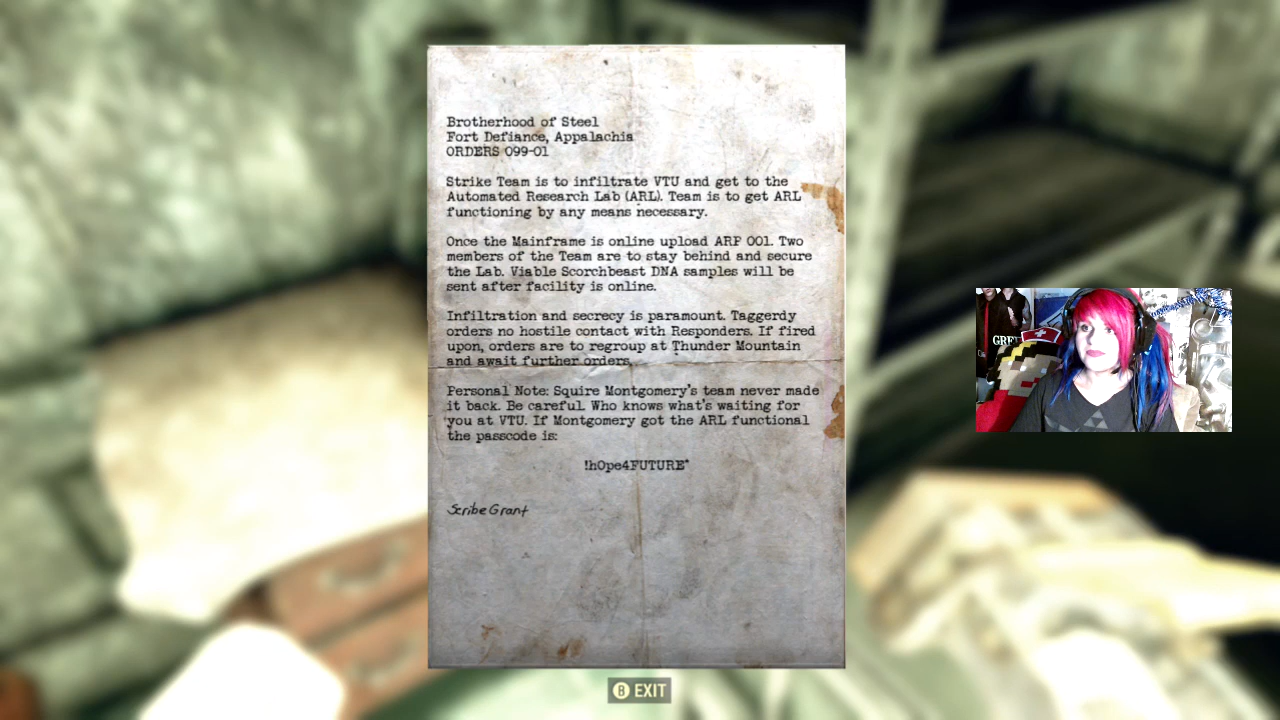 Brotherhood of Steel
Fort Defiance, Appalachia
ORDERS 099-01
Strike Team is to infiltrate VTU and get to the
Automated Research Lab (ARL). Team is to get ARL
functioning by any means necessary.
Once the Mainframe is online upload ARP 001. Two
members of the Team are to stay behind and secure
the Lab. Viable Scorchbeast DNA samples will be
sent after facility is online.
Infiltration and secrecy is paramount. Taggerdy
orders no hostile contact with Responders. If fired
upon, orders are to regroup at Thunder Mountain
and await further orders.
Personal Note: Squire Montgomery's team never made
it back. Be careful. Who knows what's waiting for
you at VTU. If Montgomery got the ARL functional
the passcode is:
!h0pe4FUTURE*
Scribe Grant
GRE
B EXIT